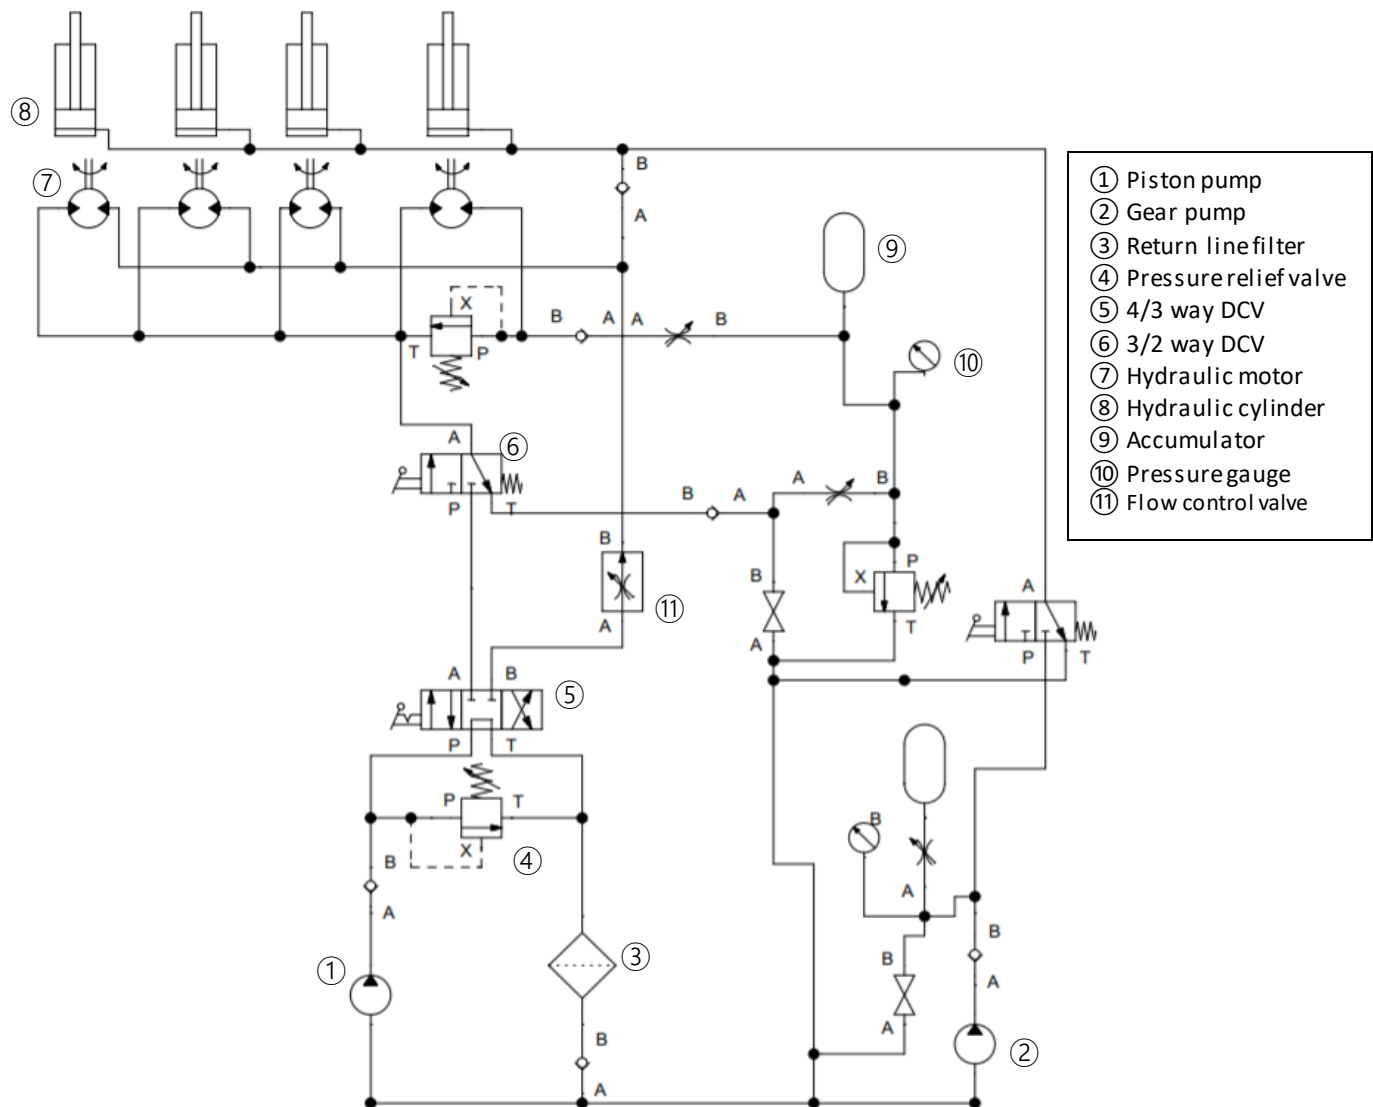 ⑧
⑦
B
A
⑨
X
B
A
A
B
T
P
⑩
A
⑥
P
T
B
A
A
B
B
⑪
A
B
A
X
P
T
A
P
T
A
B
⑤
P
T
P
T
X
④
B
A
①
③
B
A
B
A
B
A
B
A
②
① Piston pump
② Gear pump
③ Return line filter
④ Pressure relief valve
⑤ 4/3 way DCV
⑥ 3/2 way DCV
⑦ Hydraulic motor
⑧ Hydraulic cylinder
⑨ Accumulator
⑩ Pressure gauge
⑪ Flow control valve